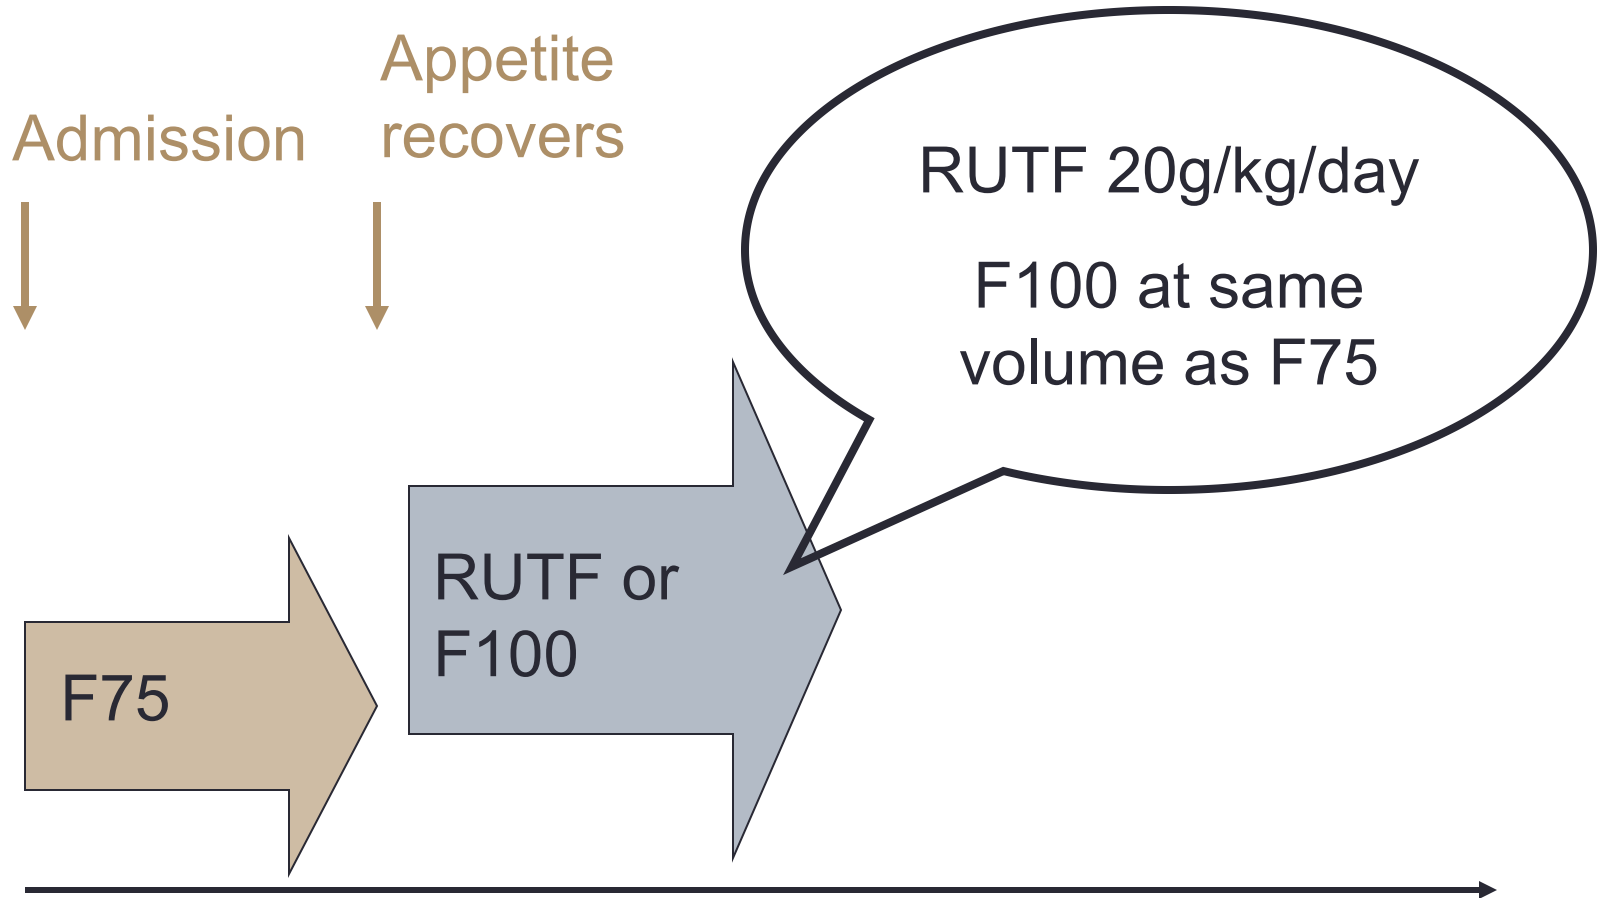 Admission
Appetite
recovers
RUTF 20g/kg/day
F100 at same
volume as F75
RUTF or
F100
F75